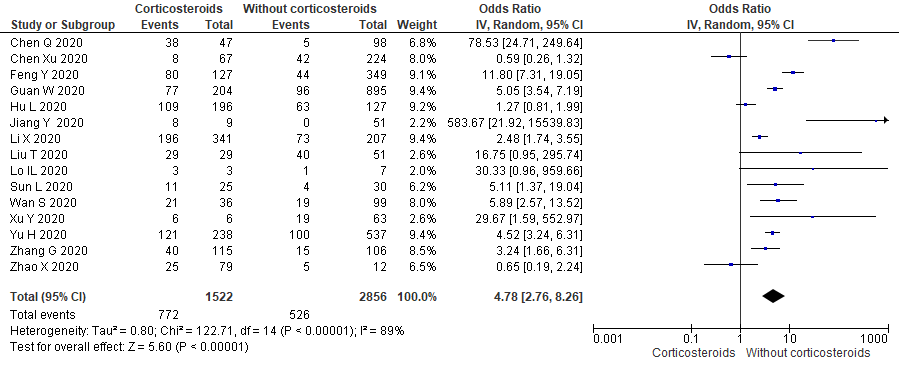 Corticosteroids Without corticosteroids Odds Ratio Odds Ratio
Study or Subgroup Events Total Events Total Weight IV, Random, 95% CI IV, Random, 95% CI
Chen Q 2020 38 47 5 98 6.8% 78.53 [24.71, 249.64]
Chen Xu 2020 8 67 42 224 8.0% 0.59 [0.26, 1.32]
Feng Y 2020 80 127 44 349 9.1% 11.80 [7.31, 19.05]
Guan W 2020 77 204 96 895 9.4% 5.05 [3.54, 7.19]
Hu L 2020 109 196 63 127 9.2% 1.27 [0.81, 1.99]
Jiang Y 2020 8 9 0 51 2.2% 583.67 [21.92, 15539.83]
Li X 2020 196 341 73 207 9.4% 2.48 [1.74, 3.55]
Liu T 2020 29 29 40 51 2.6% 16.75 [0.95, 295.74]
Lo IL 2020 3 3 1 7 2.0% 30.33 [0.96, 959.66]
Sun L 2020 11 25 4 30 6.2% 5.11 [1.37, 19.04]
Wan S 2020 21 36 19 99 7.9% 5.89 [2.57, 13.52]
Xu Y 2020 6 6 19 63 2.6% 29.67 [1.59, 552.97]
Yu H 2020 121 238 100 537 9.4% 4.52 [3.24, 6.31]
Zhang G 2020 40 115 15 106 8.6% 3.24 [1.66, 6.31]
Zhao X 2020 25 79 5 12 6.4% 0.65 [0.19, 2.24]
Total (95% CI) 1522 2856 100.0% 4.78 [2.76, 8.26]
Total events 772 526
Heterogeneity: Tau² = 0.80; Chi² = 122.71, df = 14 (P < 0.00001); I² = 89%
Test for overall effect: Z = 5.60 (P < 0.00001)
0.001 0.1 1 10 1000
Corticosteroids Without corticosteroids